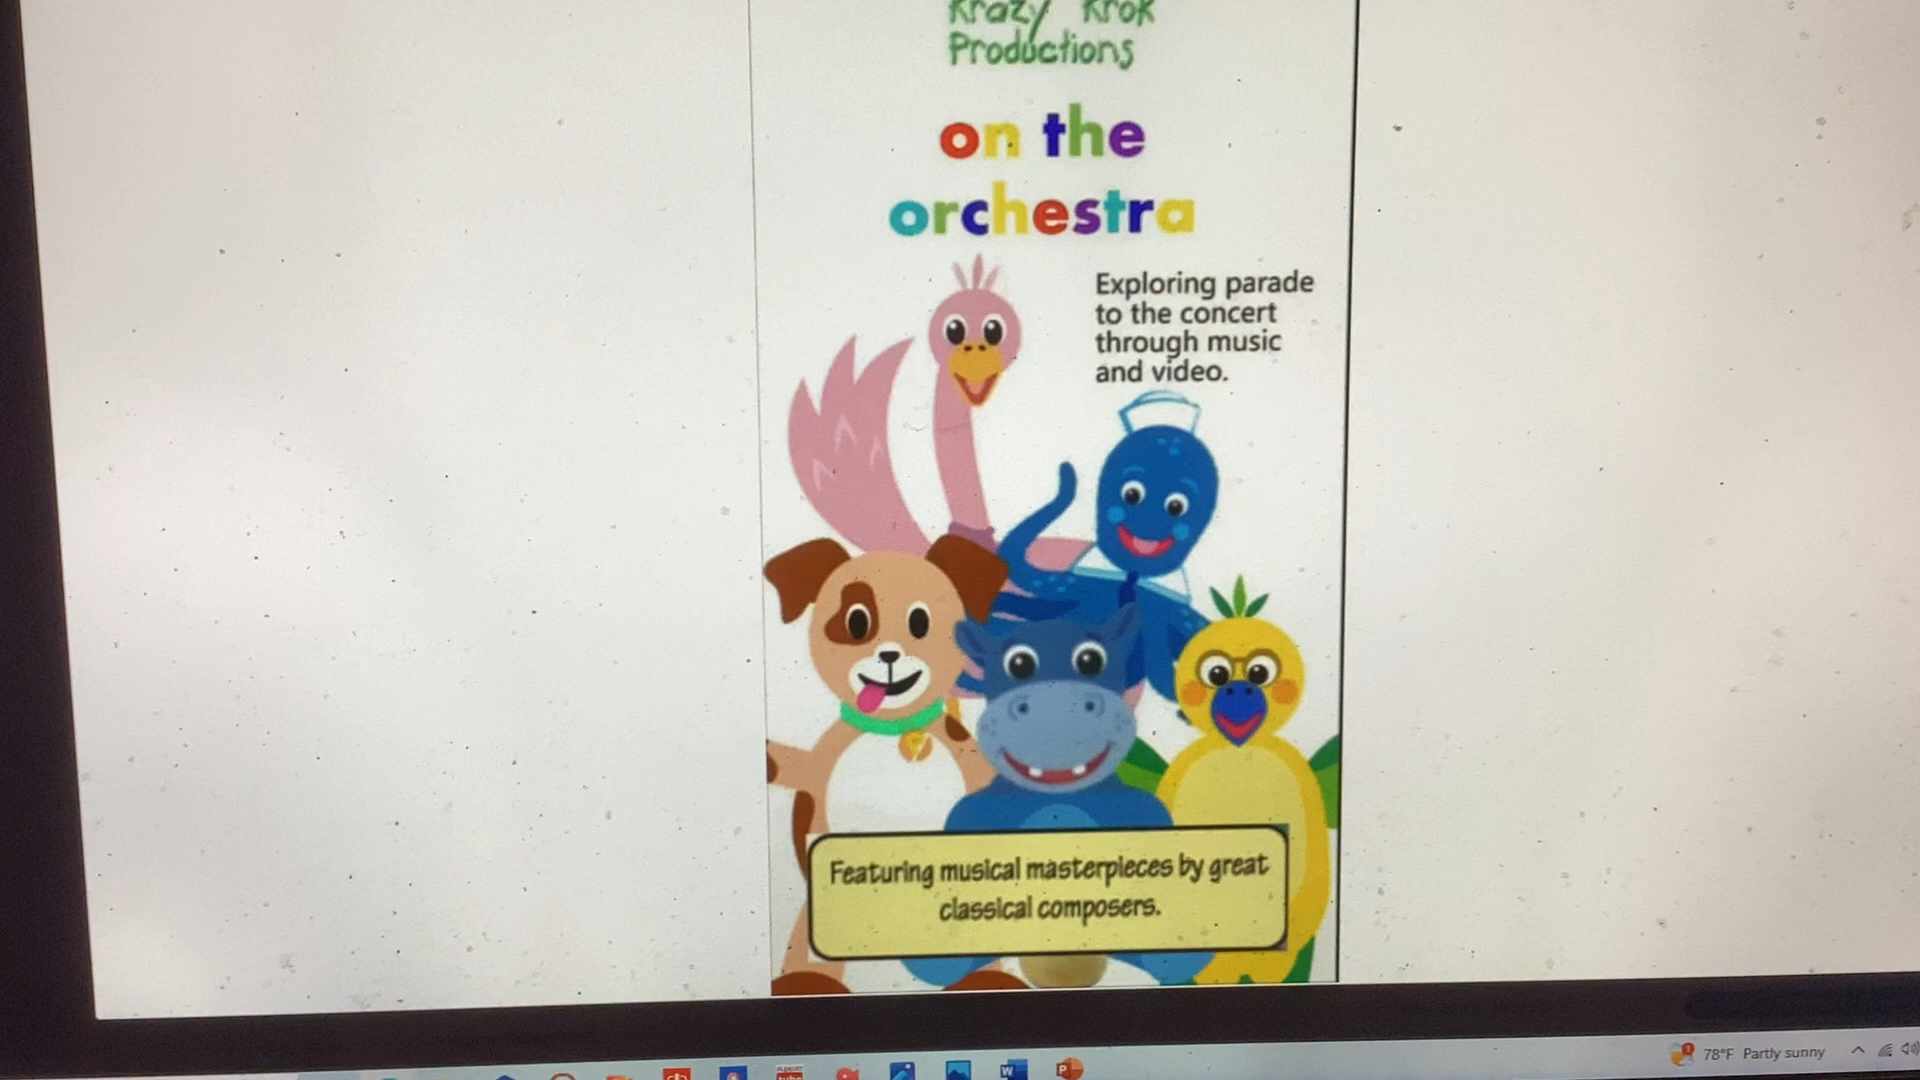 Krazy Krok
Productions
on the
orchestra
Exploring parade
to the concert
through music
and video.
Featuring musical masterpieces by great
classical composers.
78°F Partly sunny